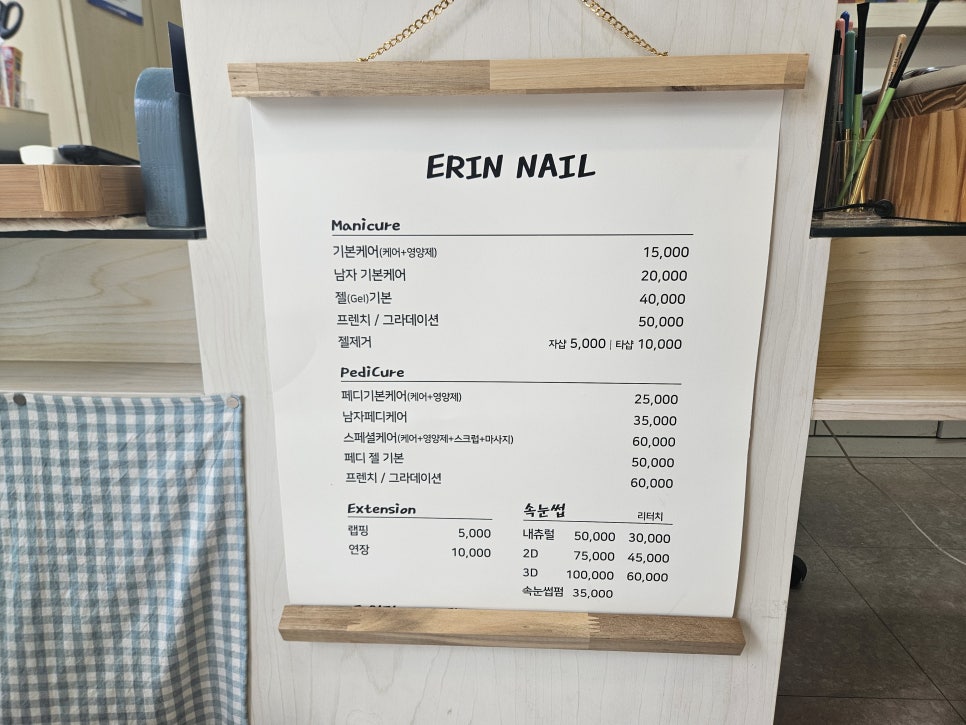 ERIN NAIL
Manicure
기본케어(케어+영양제) 15,000
남자 기본케어 20,000
젤(Gel)기본 40,000
프렌치 / 그라데이션 50,000
젤제거 자샵 5,000 | 타샵 10,000
PediCure
페디기본케어(케어+영양제) 25,000
남자페디케어 35,000
스페셜케어(케어+영양제+스크럽+마사지) 60,000
페디 젤 기본 50,000
프렌치 / 그라데이션 60,000
Extension
랩핑 5,000
연장 10,000
속눈썹 리터치
내츄럴 50,000 30,000
2D 75,000 45,000
3D 100,000 60,000
속눈썹펌 35,000